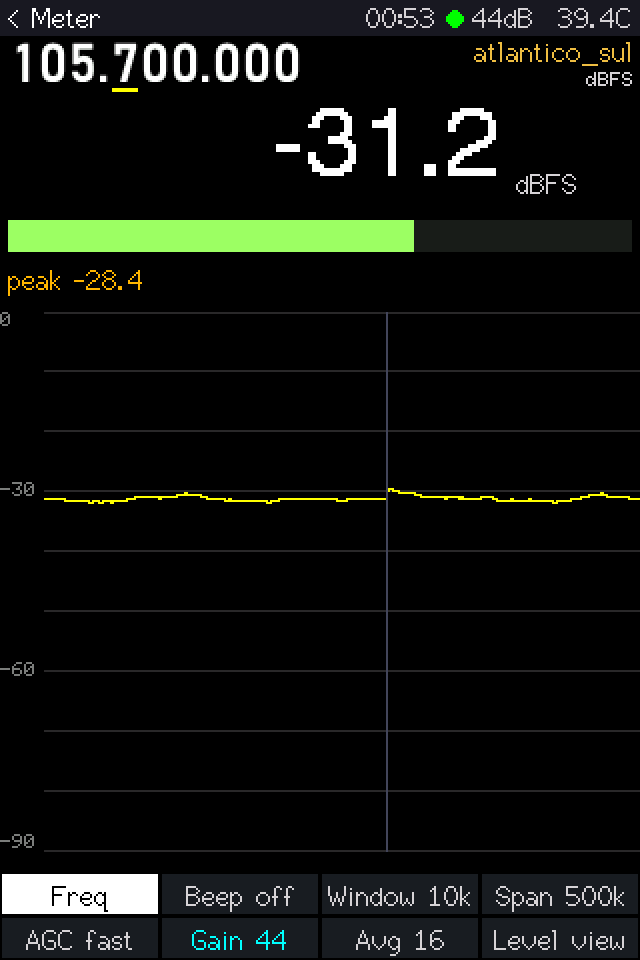 < Meter 00:53 44dB 39.4C
105.700.000 atlantico_sul
dBFS
-31.2 dBFS
peak -28.4
0
-30
-60
-90
Freq Beep off Window 10k Span 500k
AGC fast Gain 44 Avg 16 Level view